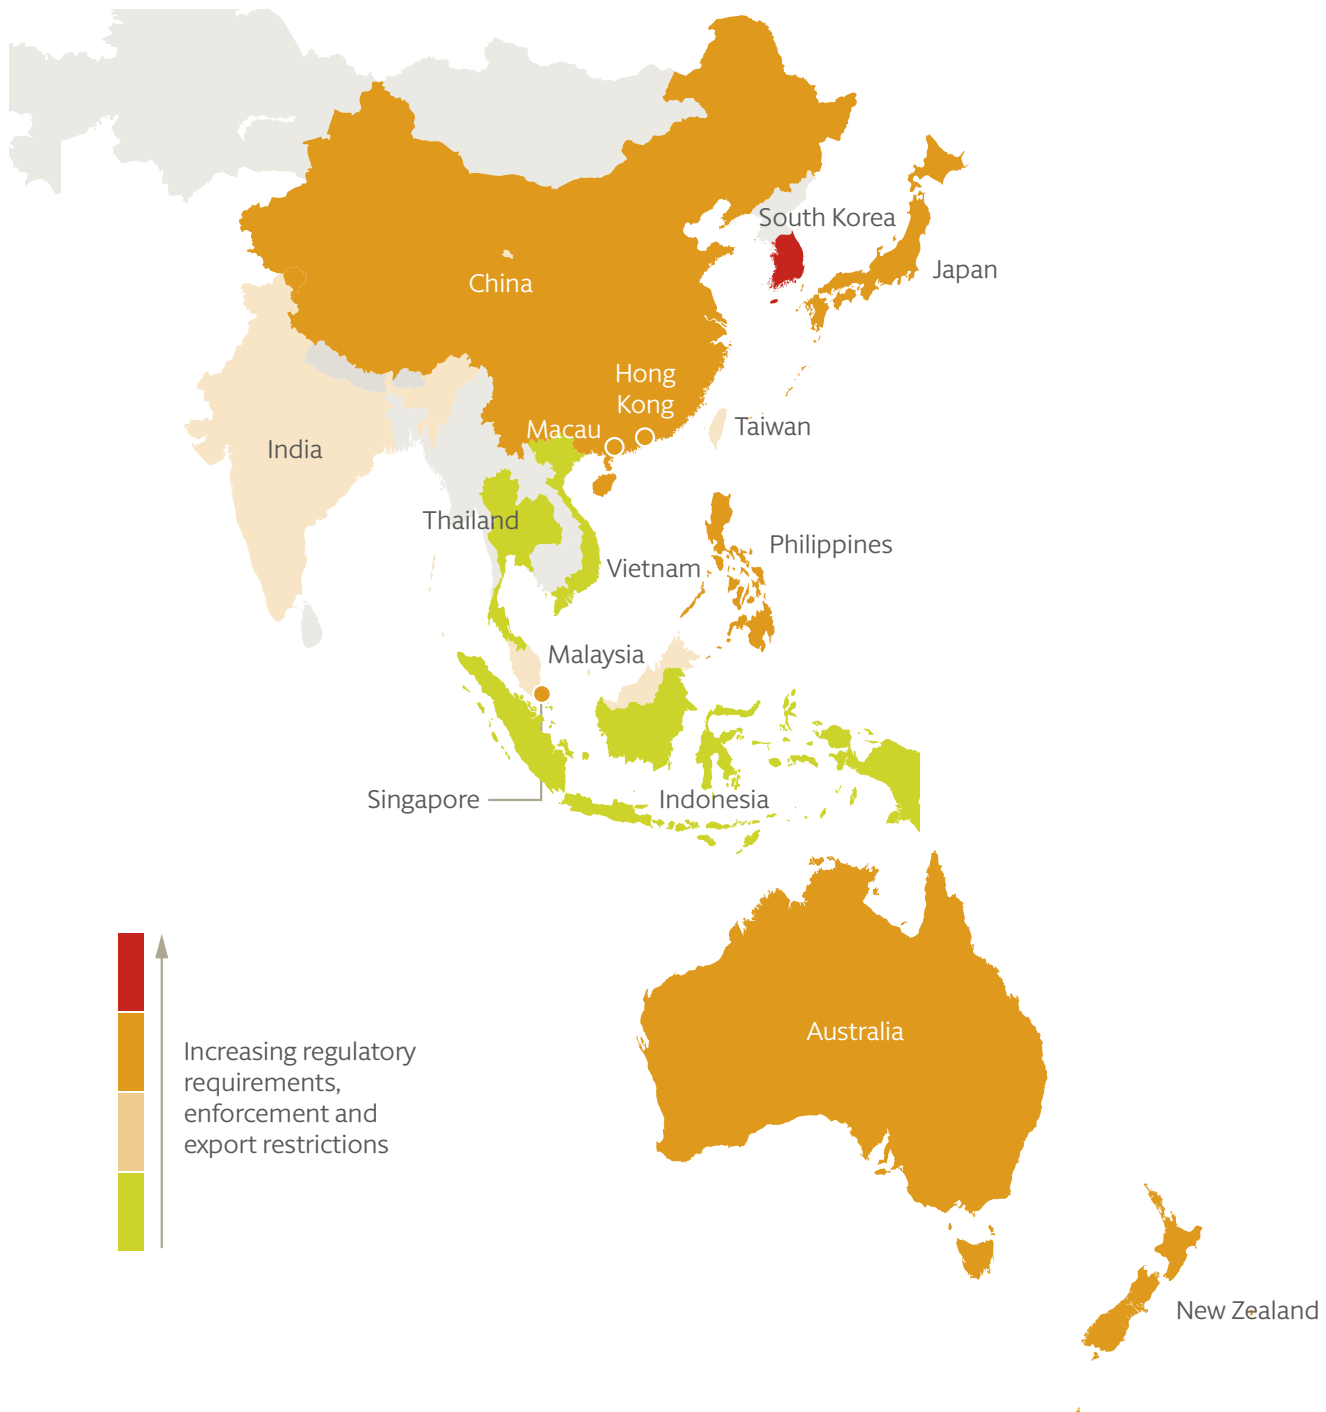 South Korea
Japan
China
Hong
Kong
Macau
Taiwan
India
Thailand
Philippines
Vietnam
Malaysia
Singapore
Indonesia
Australia
Increasing regulatory
requirements,
enforcement and
export restrictions
New Zealand